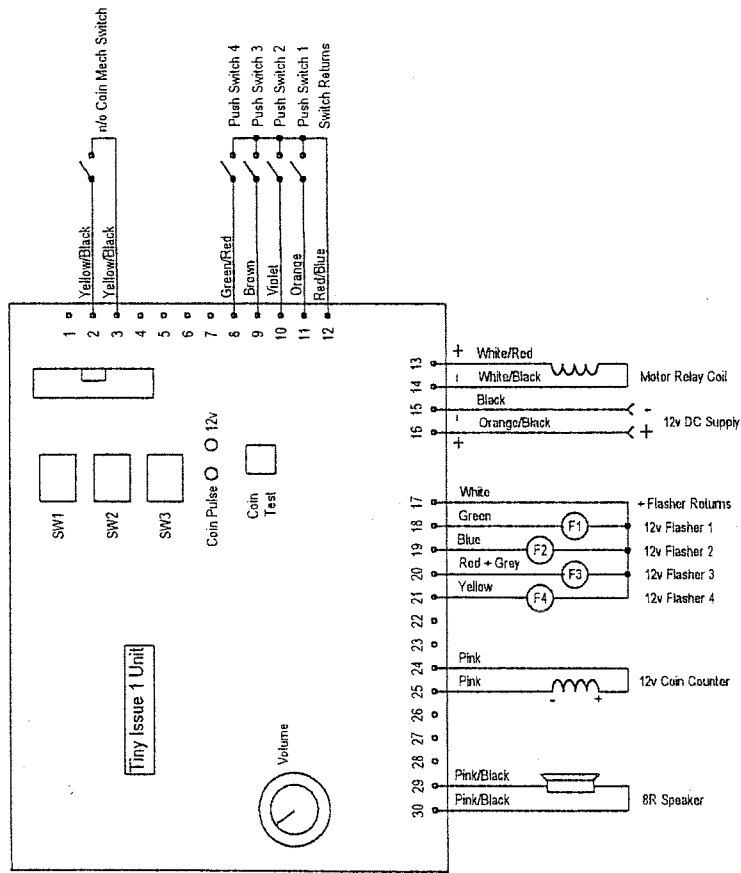 n/o Coin Mech Switch
Push Switch 4
Push Switch 3
Push Switch 2
Push Switch 1
Switch Returns
Yellow/Black
Yellow/Black
Green/Red
Brown
Violet
Orange
Red/Blue
1
2
3
4
5
6
7
8
9
10
11
12
SW1
SW2
SW3
Coin Pulse
12v
Coin
Test
Tiny Issue 1 Unit
Volume
13 + White/Red
14 - White/Black
Motor Relay Coil
15 Black -
16 - Orange/Black +
+
12v DC Supply
17 White + Flasher Returns
18 Green F1 12v Flasher 1
19 Blue F2 12v Flasher 2
20 Red + Grey F3 12v Flasher 3
21 Yellow F4 12v Flasher 4
22
23
24 Pink
25 Pink - +
12v Coin Counter
26
27
28
29 Pink/Black
30 Pink/Black
8R Speaker